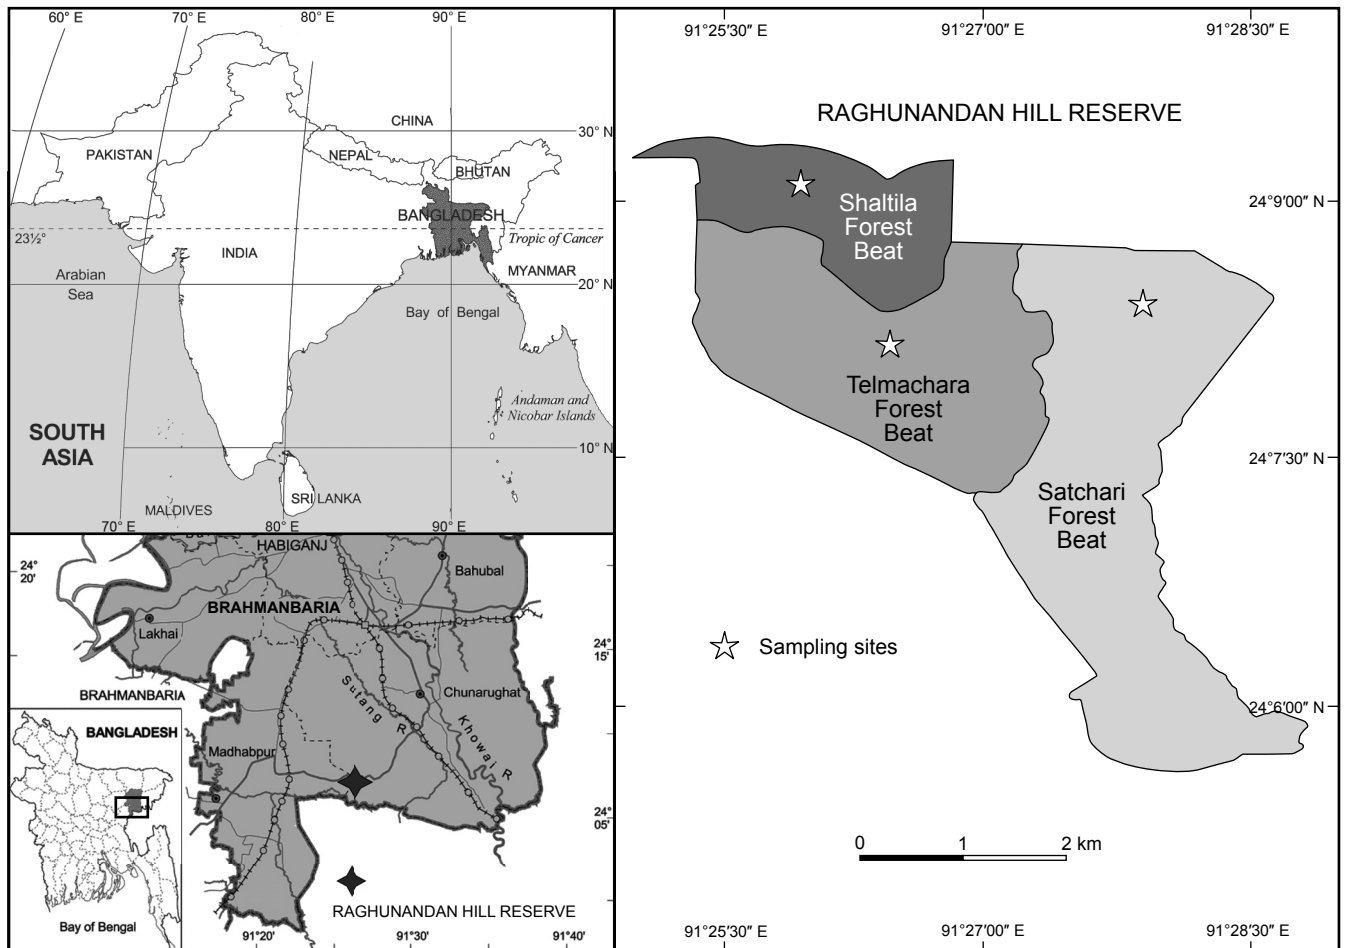 60° E
70° E
80° E
90° E
CHINA
30° N
PAKISTAN
NEPAL
BHUTAN
BANGLADESH
23½°
Tropic of Cancer
INDIA
Arabian
Sea
MYANMAR
20° N
Bay of Bengal
Andaman and
Nicobar Islands
SOUTH
ASIA
10° N
SRI LANKA
MALDIVES
70° E
80° E
90° E
HABIGANJ
24°
20'
Bahubal
BRAHMANBARIA
Lakhai
24°
15'
BRAHMANBARIA
Chunarughat
Sutang R
Khowai R
BANGLADESH
Madhabpur
24°
05'
RAGHUNANDAN HILL RESERVE
Bay of Bengal
91°20'
91°30'
91°40'
91°25′30″ E
91°27′00″ E
91°28′30″ E
RAGHUNANDAN HILL RESERVE
24°9′00″ N
Shaltila
Forest
Beat
Telmachara
Forest
Beat
24°7′30″ N
Satchari
Forest
Beat
Sampling sites
24°6′00″ N
0 1 2 km
91°25′30″ E
91°27′00″ E
91°28′30″ E